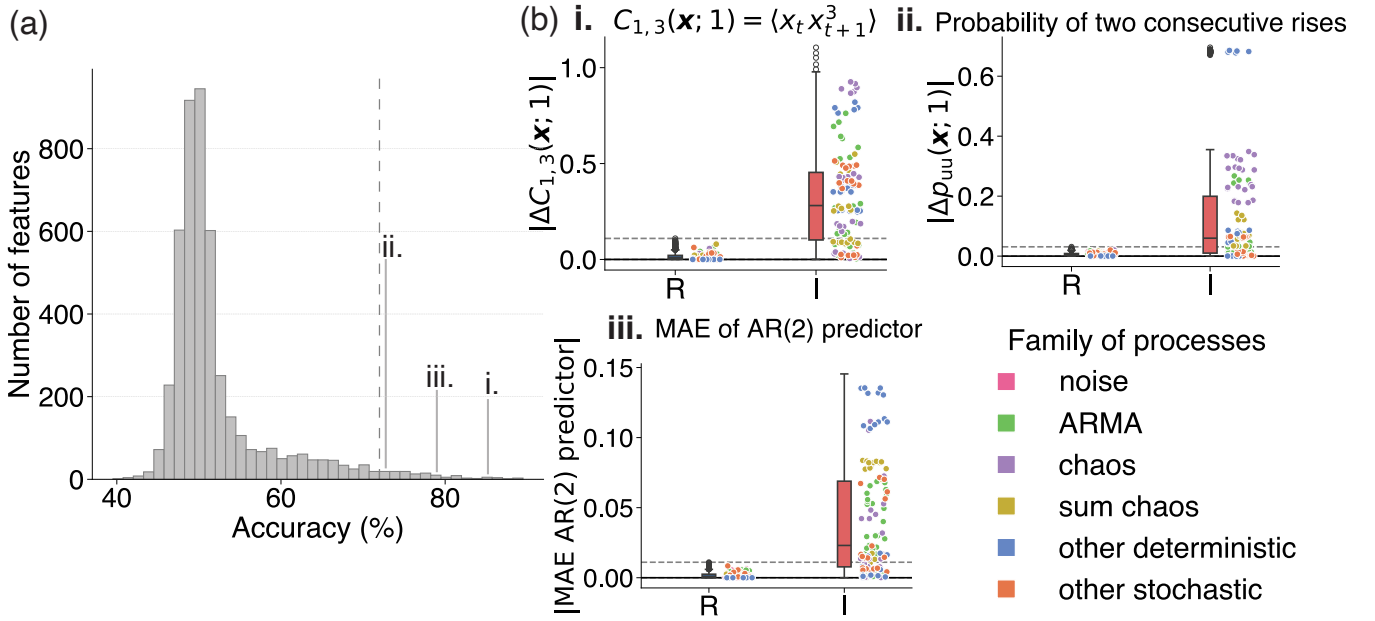 (a)
Number of features
800
600
400
200
0
40
60
80
Accuracy (%)
ii.
iii.
i.
(b) i. C₁,₃(x; 1) = ⟨xₜ x³ₜ₊₁⟩
|ΔC₁,₃(x; 1)|
1.0
0.5
0.0
R
I
ii. Probability of two consecutive rises
|Δpᵤᵤ(x; 1)|
0.6
0.4
0.2
0.0
R
I
iii. MAE of AR(2) predictor
|MAE AR(2) predictor|
0.15
0.10
0.05
0.00
R
I
Family of processes
noise
ARMA
chaos
sum chaos
other deterministic
other stochastic